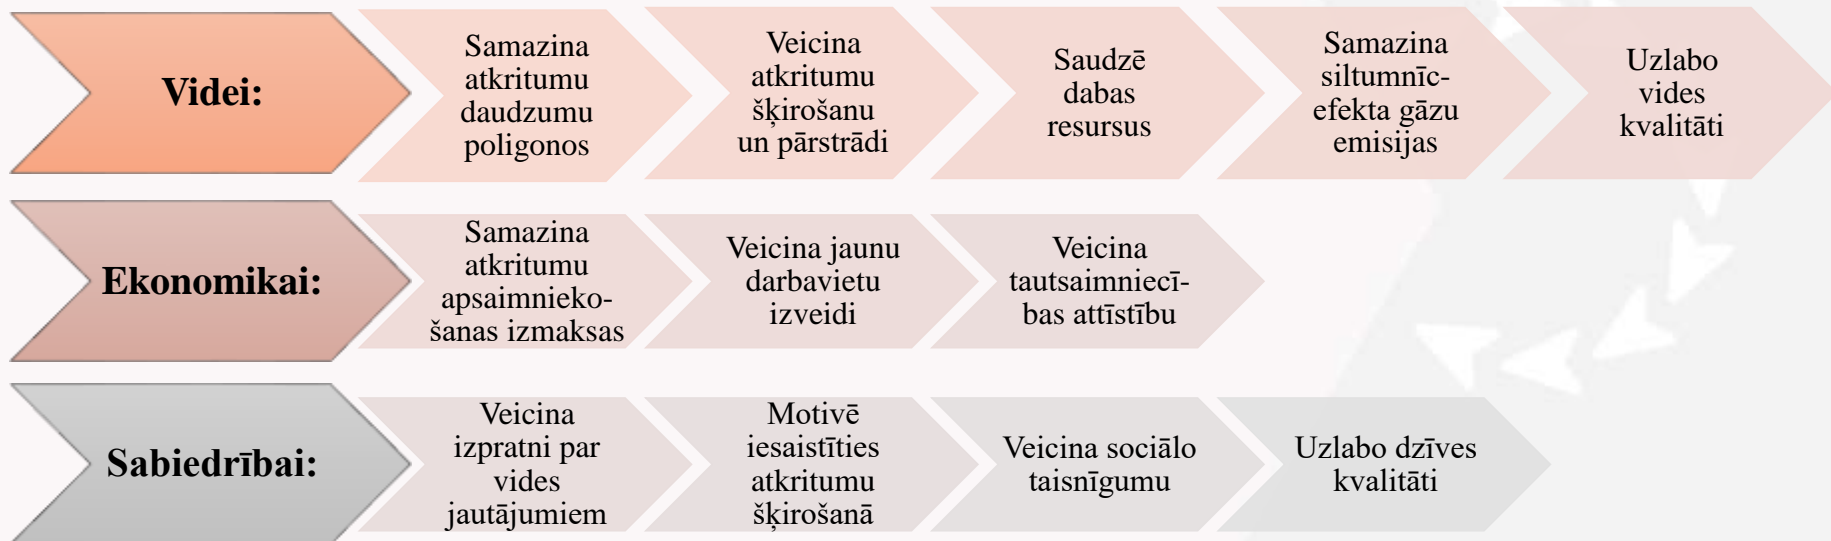 Videi:
Samazina
atkritumu
daudzumu
poligonos
Veicina
atkritumu
šķirošanu
un pārstrādi
Saudzē
dabas
resursus
Samazina
siltumnīc-
efekta gāzu
emisijas
Uzlabo
vides
kvalitāti
Ekonomikai:
Samazina
atkritumu
apsaimnieko-
šanas izmaksas
Veicina jaunu
darbavietu
izveidi
Veicina
tautsaimniecī-
bas attīstību
Sabiedrībai:
Veicina
izpratni par
vides
jautājumiem
Motivē
iesaistīties
atkritumu
šķirošanā
Veicina sociālo
taisnīgumu
Uzlabo dzīves
kvalitāti